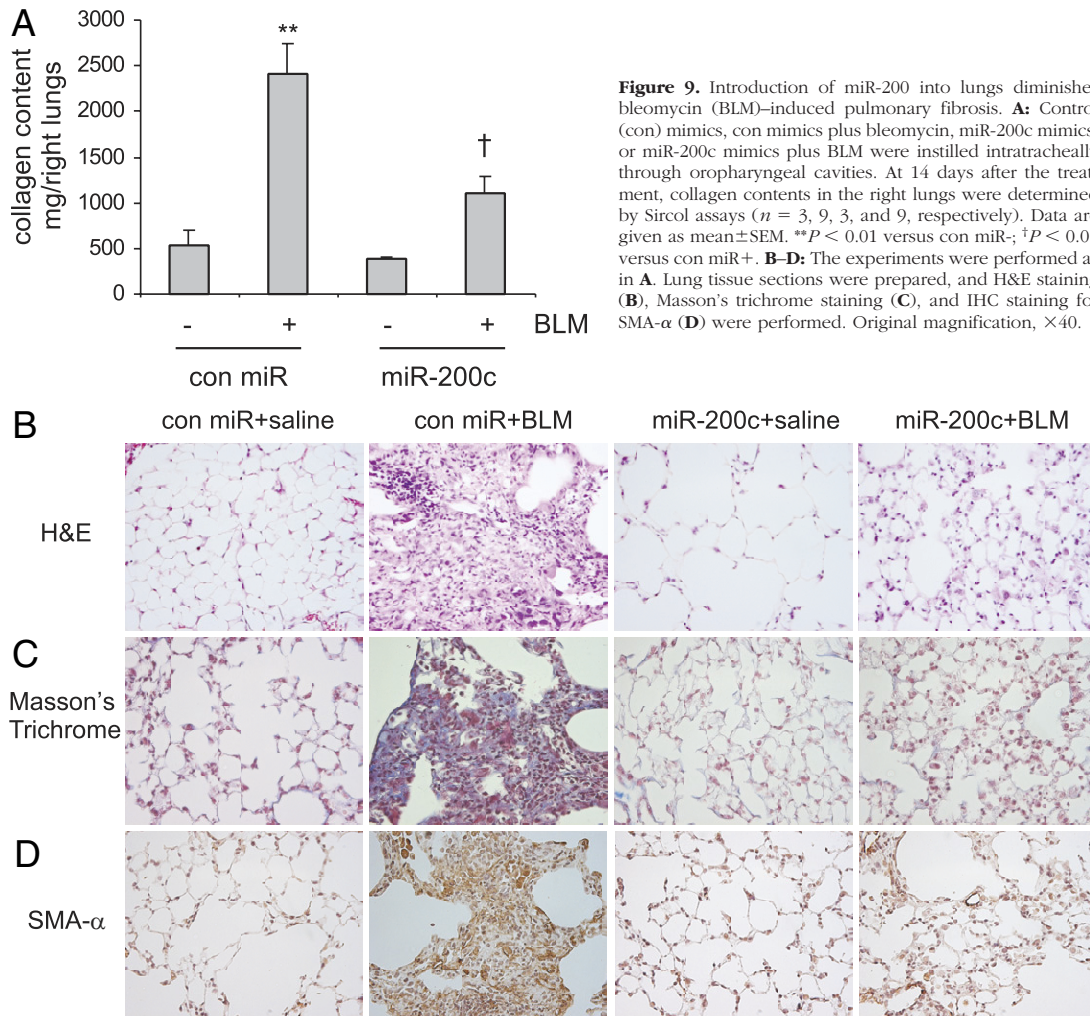 A
collagen content
mg/right lungs
3000
2500
2000
1500
1000
500
0
**
†
- + - + BLM
con miR miR-200c
Figure 9. Introduction of miR-200 into lungs diminishe
bleomycin (BLM)–induced pulmonary fibrosis. A: Contro
(con) mimics, con mimics plus bleomycin, miR-200c mimics
or miR-200c mimics plus BLM were instilled intratracheall
through oropharyngeal cavities. At 14 days after the treat
ment, collagen contents in the right lungs were determined
by Sircol assays (n = 3, 9, 3, and 9, respectively). Data ar
given as mean±SEM. **P < 0.01 versus con miR-; †P < 0.0
versus con miR+. B–D: The experiments were performed a
in A. Lung tissue sections were prepared, and H&E staining
(B), Masson's trichrome staining (C), and IHC staining fo
SMA-α (D) were performed. Original magnification, ×40.
B
con miR+saline con miR+BLM miR-200c+saline miR-200c+BLM
H&E
C
Masson's
Trichrome
D
SMA-α